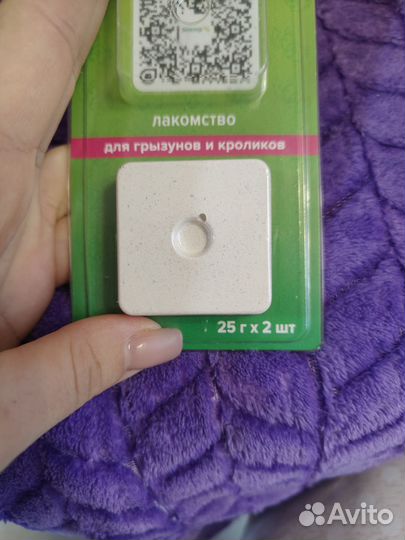 лакомство
для грызунов и кроликов
25 г х 2 шт
Avito